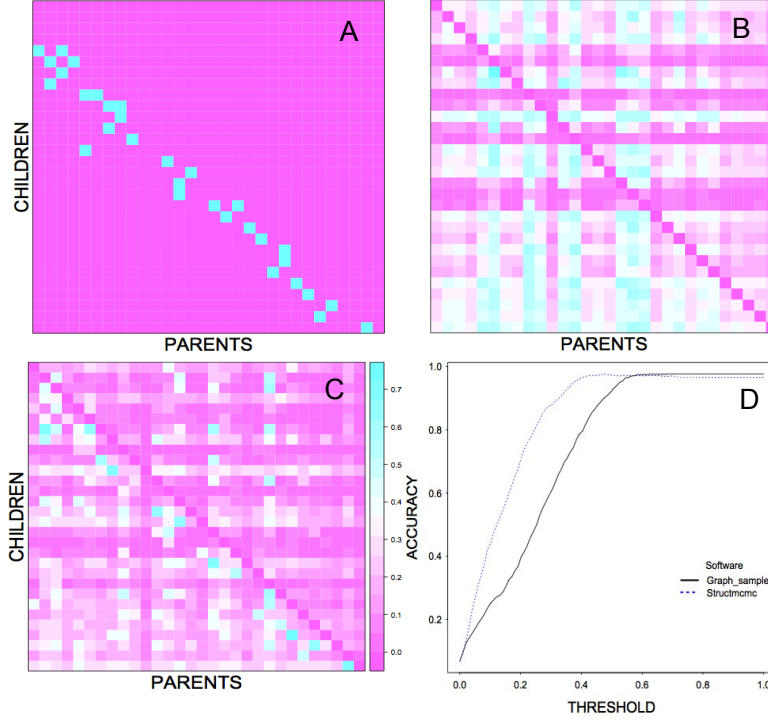 A
B
CHILDREN
PARENTS
PARENTS
C
CHILDREN
0.7
0.6
0.5
0.4
0.3
0.2
0.1
0.0
PARENTS
D
ACCURACY
1.0
0.8
0.6
0.4
0.2
Software
Graph_sample
Structmcmc
0.0 0.2 0.4 0.6 0.8 1.0
THRESHOLD